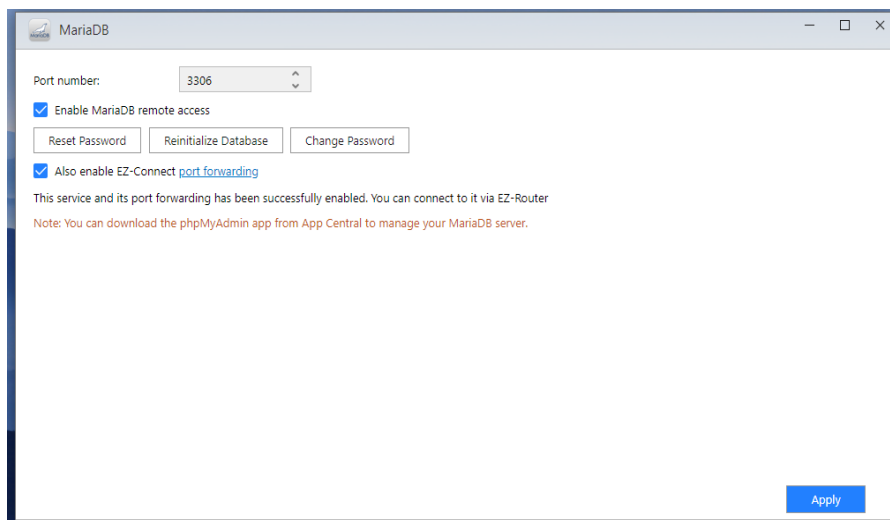 MariaDB
Port number: 3306
Enable MariaDB remote access
Reset Password Reinitialize Database Change Password
Also enable EZ-Connect port forwarding
This service and its port forwarding has been successfully enabled. You can connect to it via EZ-Router
Note: You can download the phpMyAdmin app from App Central to manage your MariaDB server.
Apply